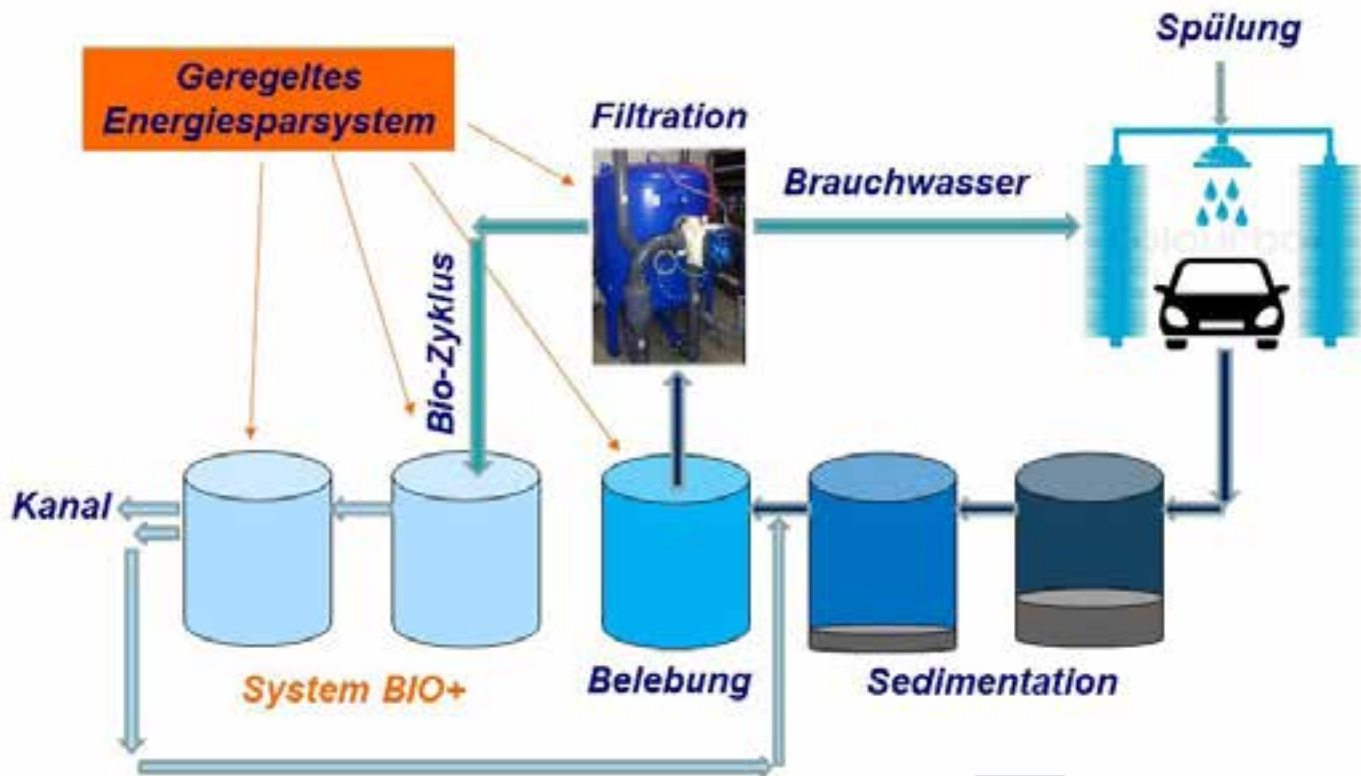 Spülung
Geregeltes
Energiesparsystem
Filtration
Brauchwasser
Bio-Zyklus
Kanal
System BIO+
Belebung
Sedimentation